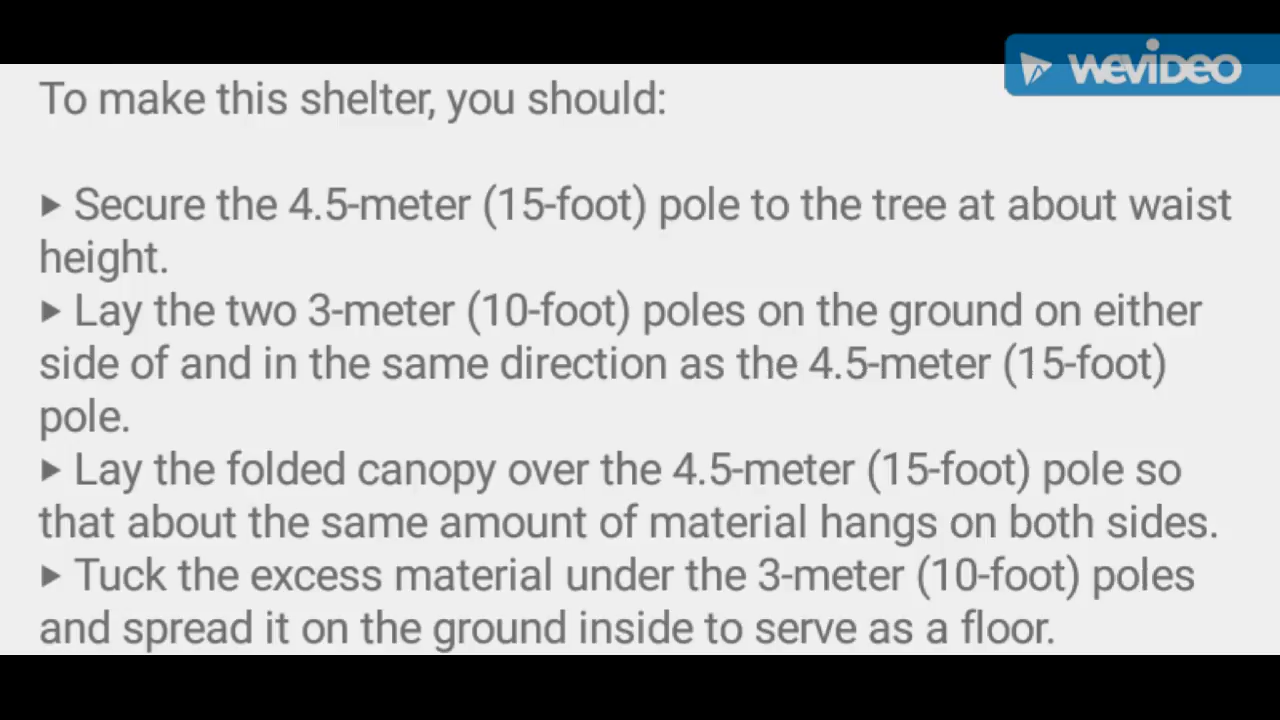 WEVIDEO
To make this shelter, you should:
▸ Secure the 4.5-meter (15-foot) pole to the tree at about waist
height.
▸ Lay the two 3-meter (10-foot) poles on the ground on either
side of and in the same direction as the 4.5-meter (15-foot)
pole.
▸ Lay the folded canopy over the 4.5-meter (15-foot) pole so
that about the same amount of material hangs on both sides.
▸ Tuck the excess material under the 3-meter (10-foot) poles
and spread it on the ground inside to serve as a floor.